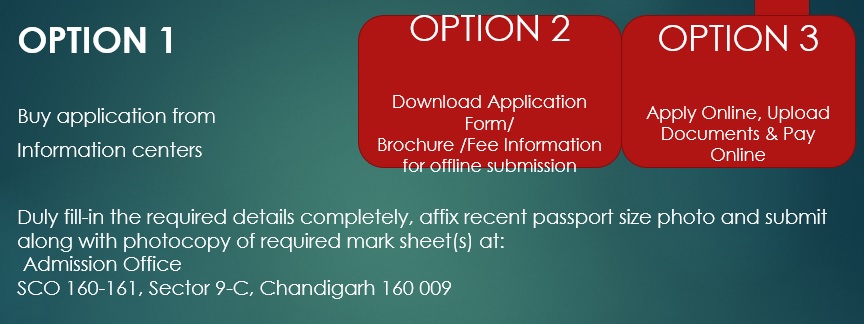 OPTION 1
Buy application from
Information centers
OPTION 2
Download Application
Form/
Brochure /Fee Information
for offline submission
OPTION 3
Apply Online, Upload
Documents & Pay
Online
Duly fill-in the required details completely, affix recent passport size photo and submit
along with photocopy of required mark sheet(s) at:
Admission Office
SCO 160-161, Sector 9-C, Chandigarh 160 009